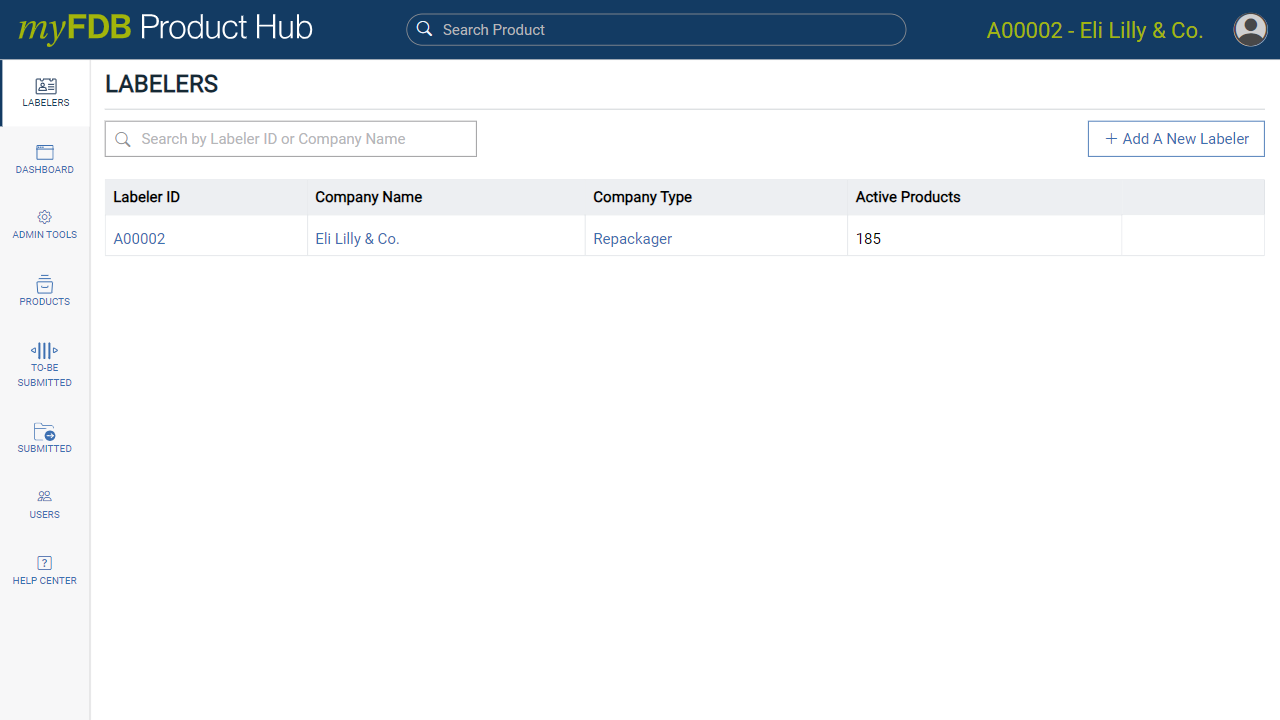 myFDB Product Hub
Search Product
A00002 - Eli Lilly & Co.
LABELERS
DASHBOARD
ADMIN TOOLS
PRODUCTS
TO-BE
SUBMITTED
SUBMITTED
USERS
HELP CENTER
LABELERS
Search by Labeler ID or Company Name
Add A New Labeler
Labeler ID Company Name Company Type Active Products
A00002 Eli Lilly & Co. Repackager 185